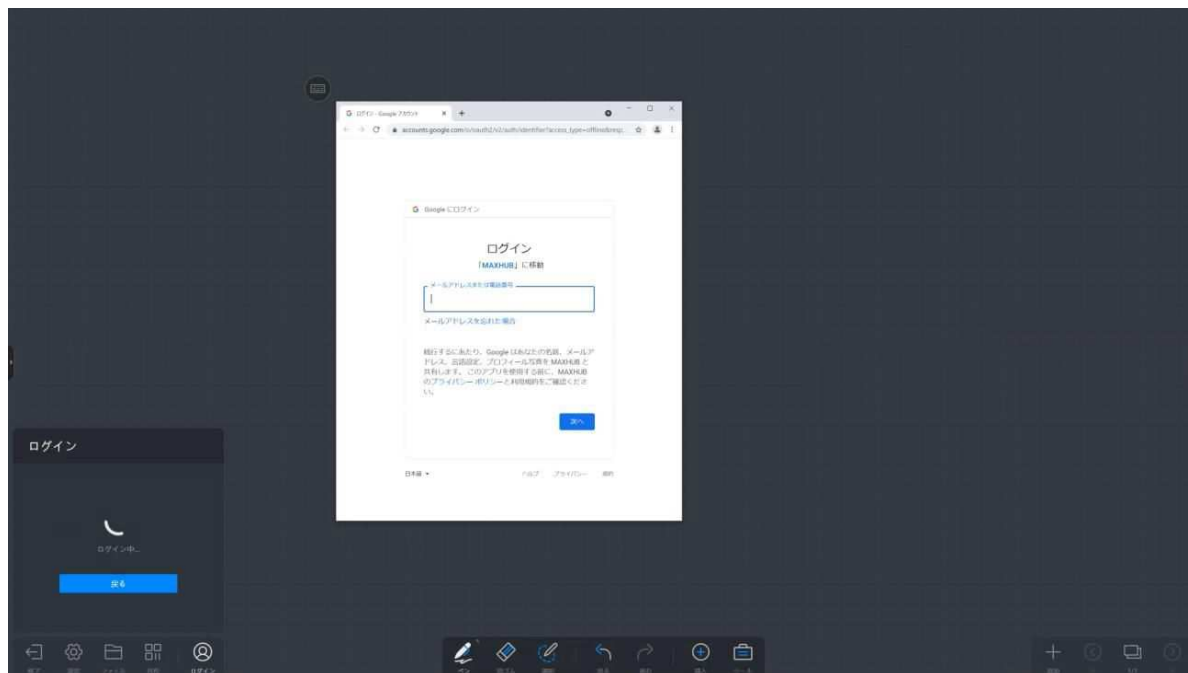 ログイン - Google アカウント
accounts.google.com/o/oauth2/v2/auth/identifier?access_type=offline&resp...
Google にログイン
ログイン
「MAXHUB」に移動
メールアドレスまたは電話番号
メールアドレスを忘れた場合
続行するにあたり、Google はあなたの名前、メールア
ドレス、言語設定、プロフィール写真を MAXHUB と
共有します。このアプリを使用する前に、MAXHUB
のプライバシー ポリシーと利用規約をご確認くださ
い。
次へ
日本語
ヘルプ プライバシー 規約
ログイン
ログイン中...
戻る
ログイン